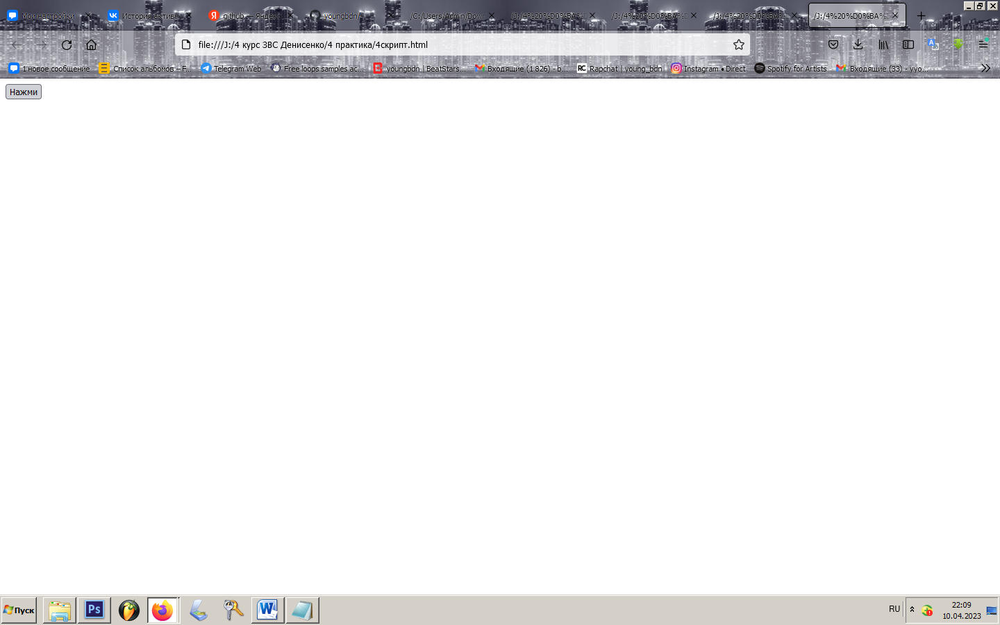 Мои настройки
История активн
github — Яндекс
youngbdn/
/C:/Users/Admin/Dow
/J:/4%20%D0%BA%D
/J:/4%20%D0%BA%D
/J:/4%20%D0%BA%D
/J:/4%20%D0%BA%D
file:///J:/4 курс ЗВС Денисенко/4 практика/4скрипт.html
1 новое сообщение
Список альбомов – F...
Telegram Web
Free loops samples ac...
youngbdn | BeatStars...
Входящие (1 826) - b...
RC Rapchat | young_bdn
Instagram • Direct
Spotify for Artists
Входящие (33) - yyo...
Нажми
Пуск
Ps
RU
22:09
10.04.2023